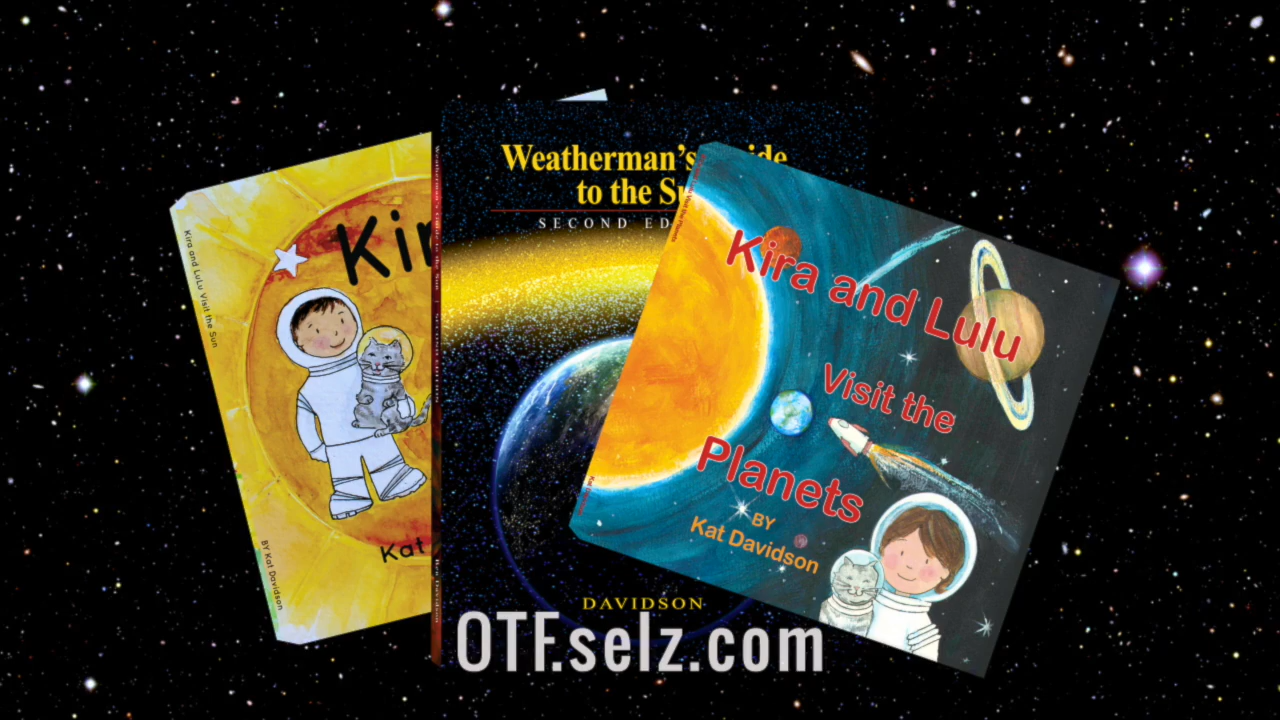 Kira and LuLu Visit the Sun
BY Kat Davidson
Kir
Kat
Weatherman's
to the
SECOND ED
DAVIDSON
Kira and Lulu
Visit the
Planets
BY
Kat Davidson
OTF.selz.com